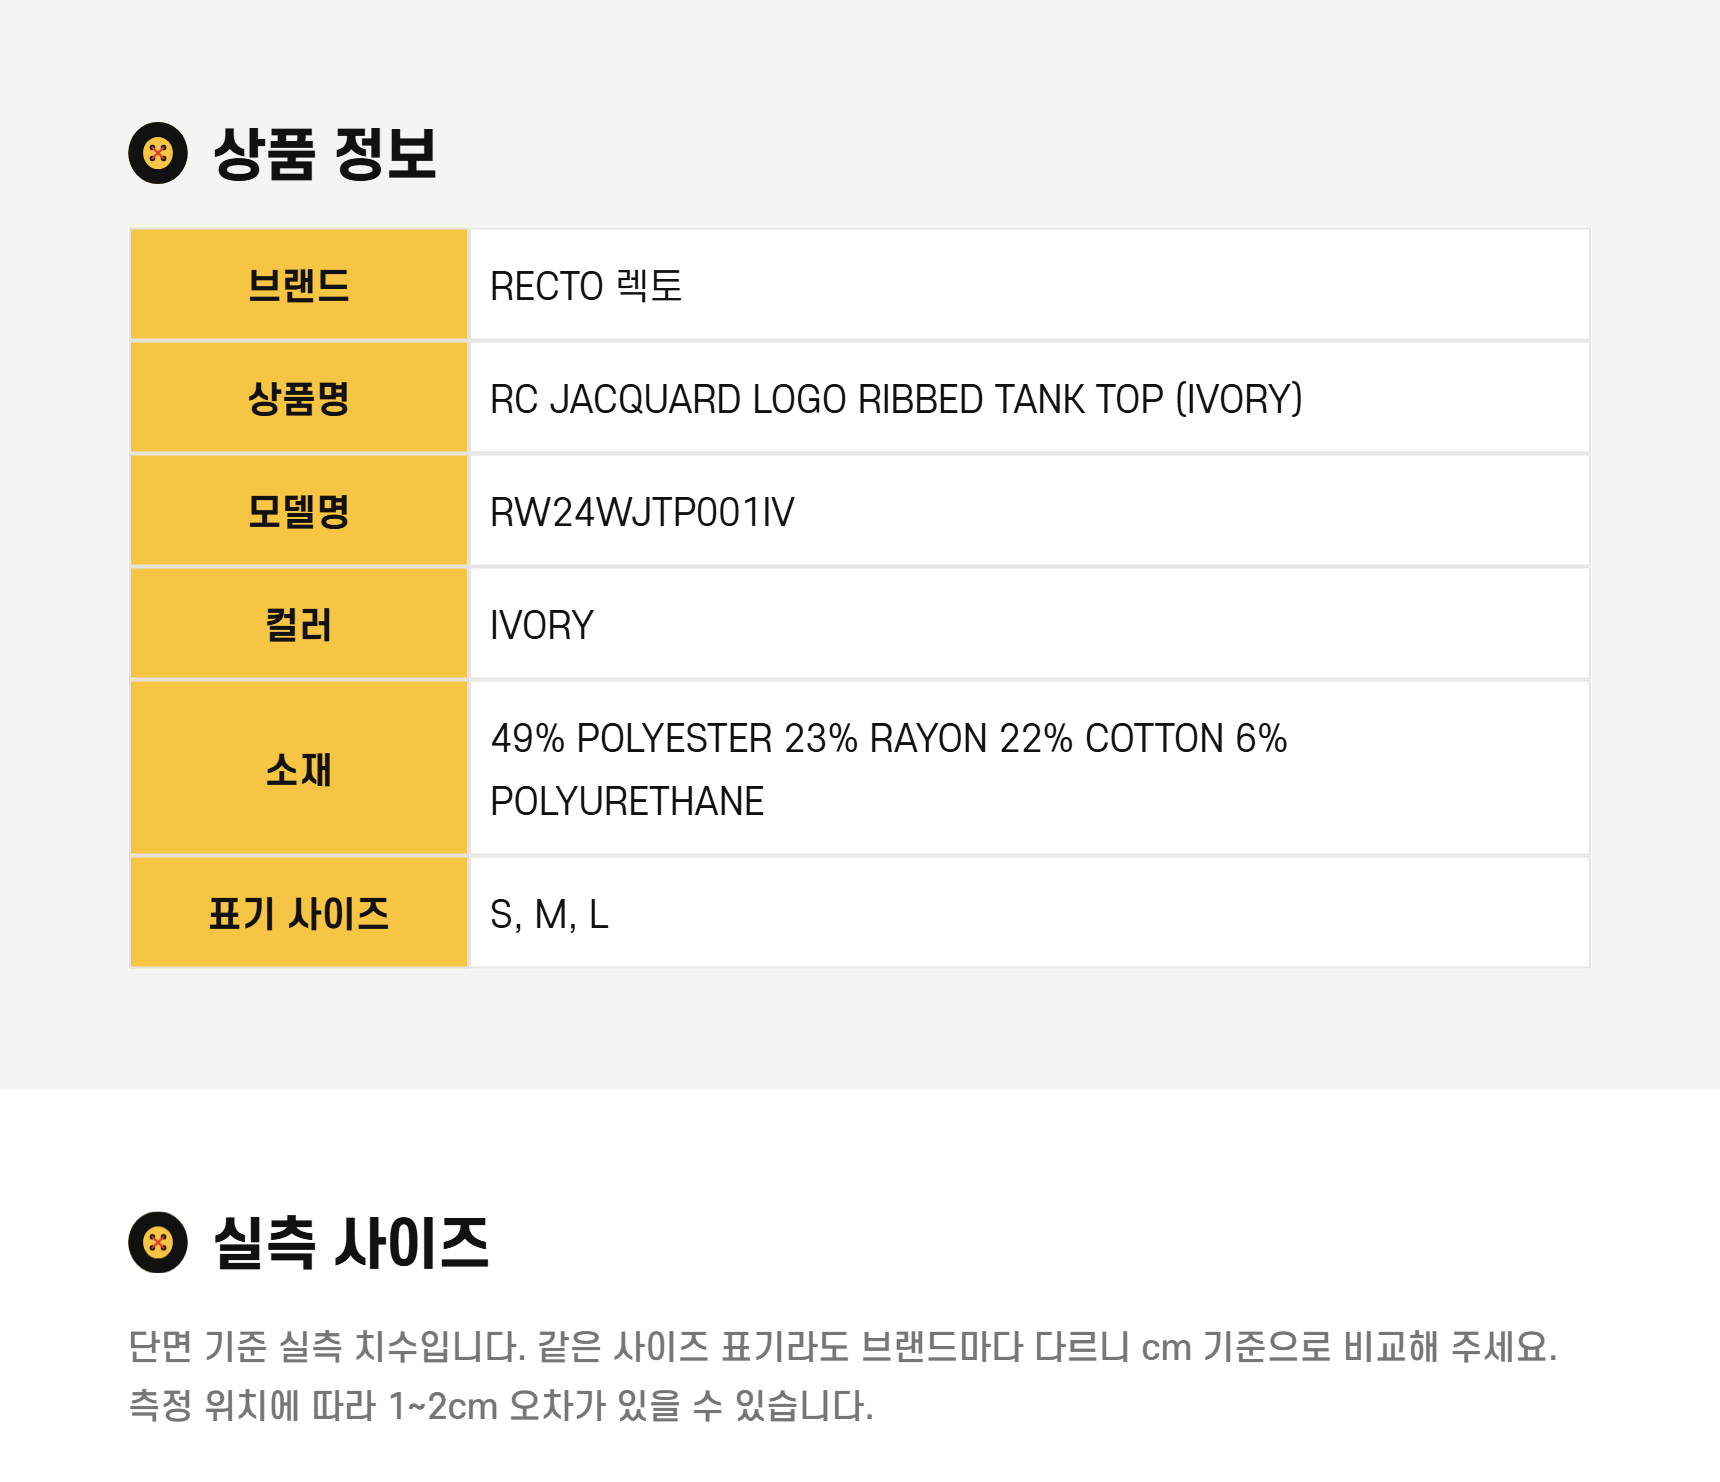 상품 정보
브랜드
RECTO 렉토
상품명
RC JACQUARD LOGO RIBBED TANK TOP (IVORY)
모델명
RW24WJTP001IV
컬러
IVORY
소재
49% POLYESTER 23% RAYON 22% COTTON 6%
POLYURETHANE
표기 사이즈
S, M, L
실측 사이즈
단면 기준 실측 치수입니다. 같은 사이즈 표기라도 브랜드마다 다르니 cm 기준으로 비교해 주세요.
측정 위치에 따라 1~2cm 오차가 있을 수 있습니다.